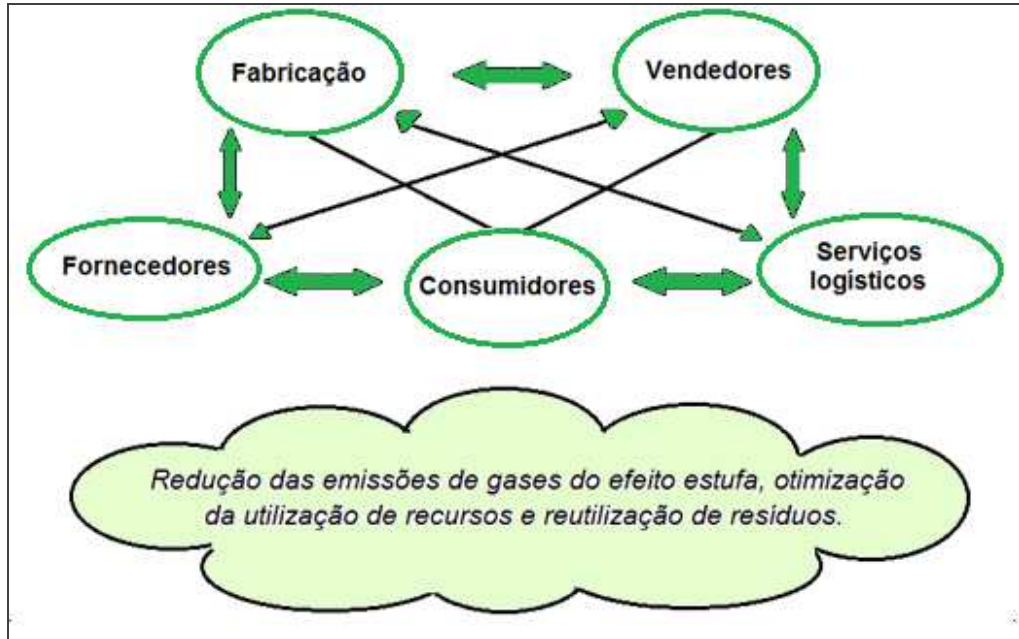 Fabricação
Vendedores
Fornecedores
Consumidores
Serviços
logísticos
Redução das emissões de gases do efeito estufa, otimização
da utilização de recursos e reutilização de resíduos.